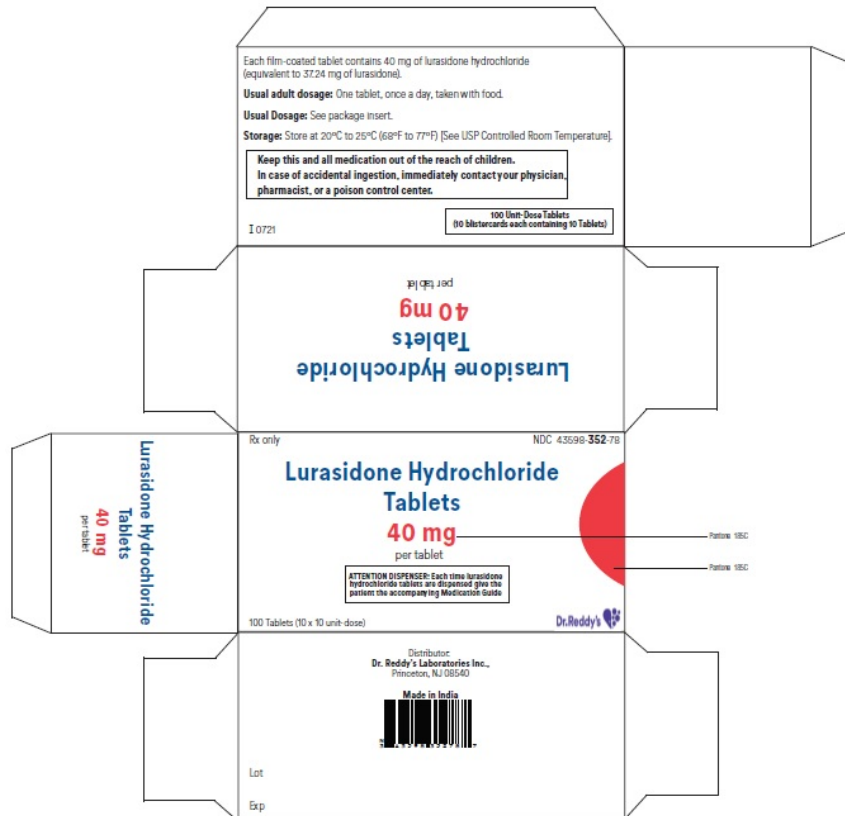 Each film-coated tablet contains 40 mg of lurasidone hydrochloride
(equivalent to 37.24 mg of lurasidone).
Usual adult dosage: One tablet, once a day, taken with food.
Usual Dosage: See package insert.
Storage: Store at 20°C to 25°C (68°F to 77°F) [See USP Controlled Room Temperature].
Keep this and all medication out of the reach of children.
In case of accidental ingestion, immediately contact your physician,
pharmacist, or a poison control center.
100 Unit-Dose Tablets
(10 blistercards each containing 10 Tablets)
I 0721
Lurasidone Hydrochloride
Tablets
40 mg
per tablet
Lurasidone Hydrochloride
Tablets
40 mg
per tablet
Rx only
NDC 43598-352-78
Lurasidone Hydrochloride
Tablets
40 mg
per tablet
Pantone 185C
Pantone 185C
ATTENTION DISPENSER: Each time lurasidone
hydrochloride tablets are dispensed give the
patient the accompanying Medication Guide
100 Tablets (10 x 10 unit-dose)
Dr.Reddy's
Distributor:
Dr. Reddy's Laboratories Inc.,
Princeton, NJ 08540
Made in India
Lot
Exp